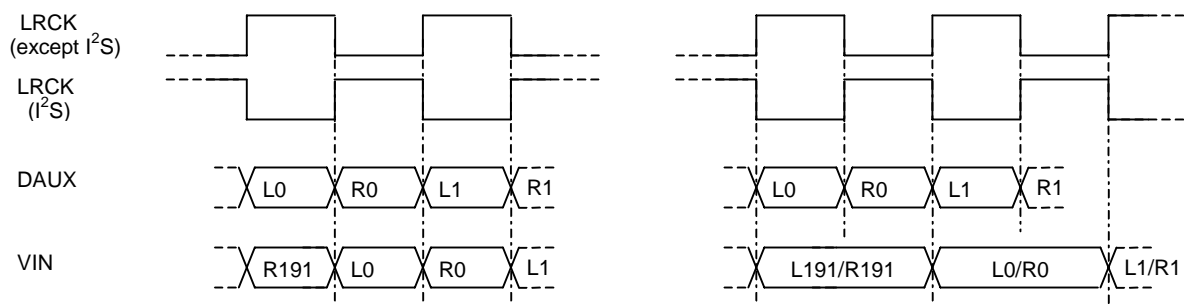 LRCK
(except I²S)
LRCK
(I²S)
DAUX L0 R0 L1 R1 L0 R0 L1 R1
VIN R191 L0 R0 L1 L191/R191 L0/R0 L1/R1